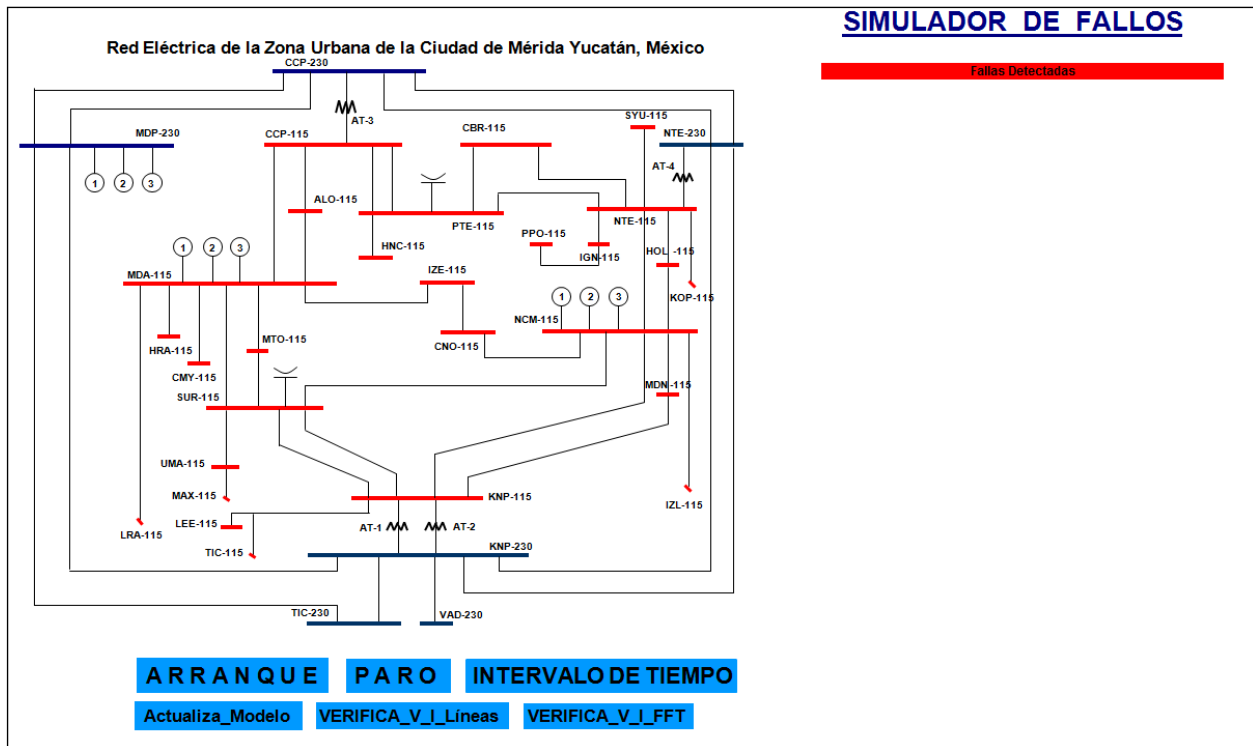 SIMULADOR DE FALLOS
Red Eléctrica de la Zona Urbana de la Ciudad de Mérida Yucatán, México
CCP-230
Fallas Detectadas
AT-3
SYU-115
MDP-230
CCP-115
CBR-115
NTE-230
AT-4
1 2 3
ALO-115
PTE-115
NTE-115
PPO-115
HNC-115
IGN-115
HOL -115
1 2 3
MDA-115
IZE-115
KOP-115
1 2 3
NCM-115
MTO-115
CNO-115
HRA-115
CMY-115
MDN-115
SUR-115
UMA-115
MAX-115
KNP-115
IZL-115
LRA-115
LEE-115
AT-1
AT-2
TIC-115
KNP-230
TIC-230
VAD-230
A R R A N Q U E
P A R O
INTERVALO DE TIEMPO
Actualiza_Modelo
VERIFICA_V_I_Líneas
VERIFICA_V_I_FFT